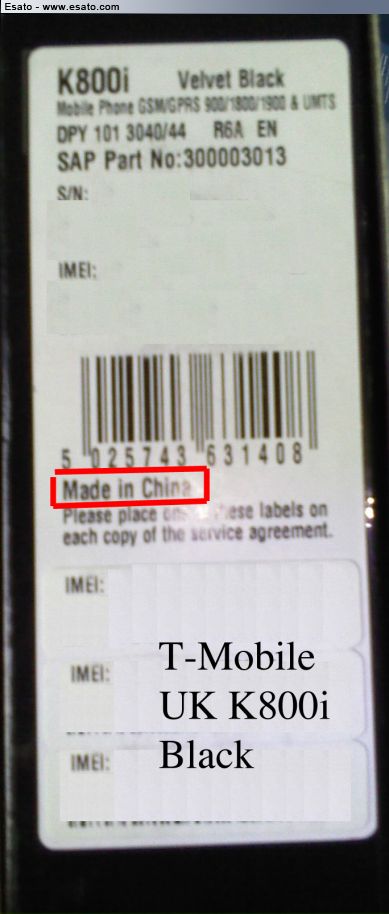 Esato - www.esato.com
K800i Velvet Black
Mobile Phone GSM/GPRS 900/1800/1900 & UMTS
DPY 101 3040/44 R6A EN
SAP Part No:300003013
S/N:
IMEI:
5 025743 631408
Made in China
Please place these labels on
each copy of the service agreement.
IMEI:
T-Mobile
UK K800i
IMEI:
Black
IMEI: